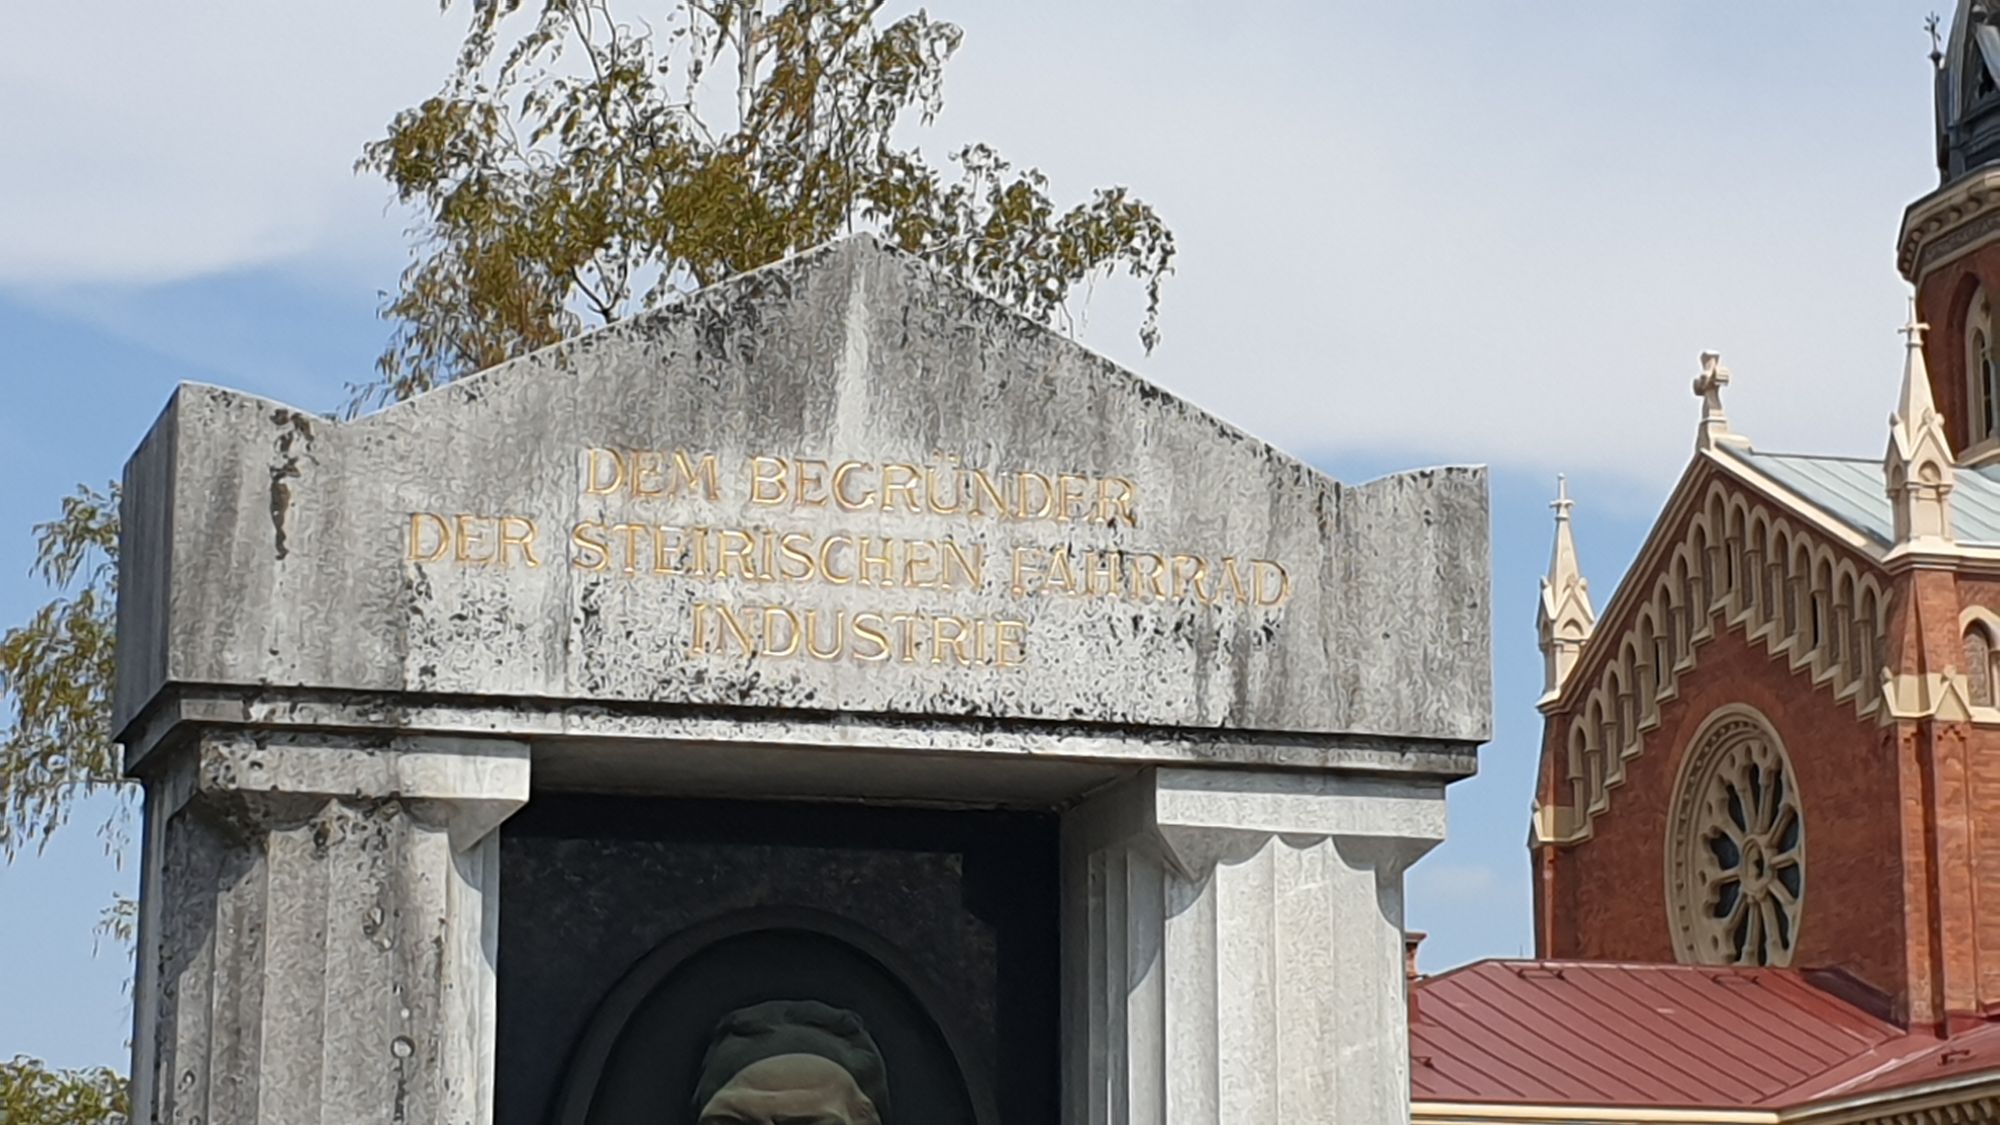 DEM BEGRÜNDER
DER STEIRISCHEN FAHRRAD
INDUSTRIE